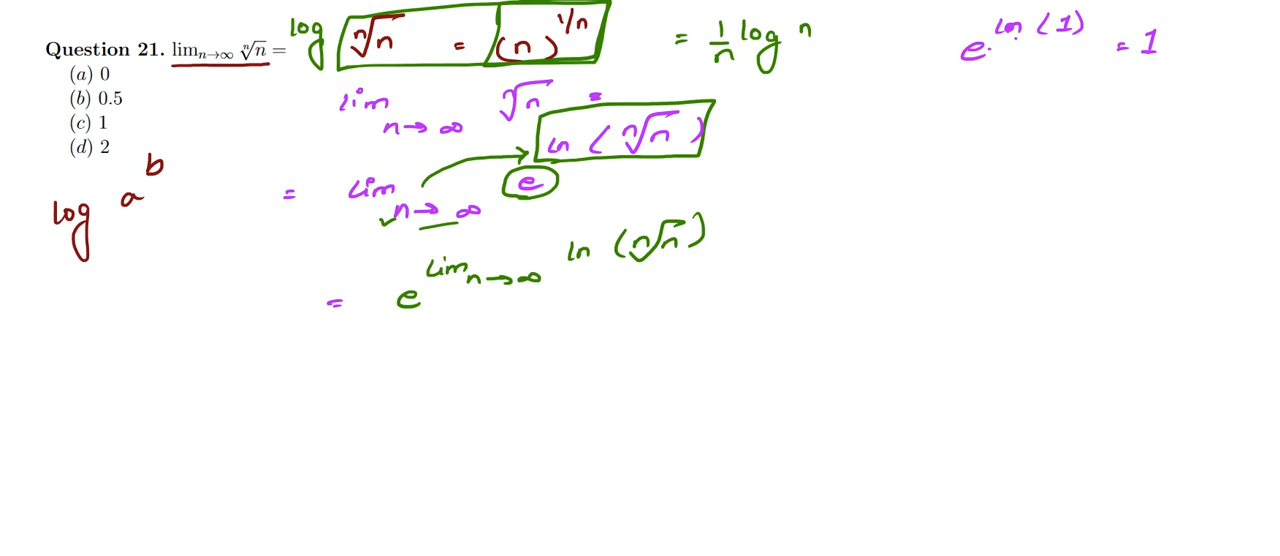 Question 21. lim_{n→∞} ⁿ√n =
(a) 0
(b) 0.5
(c) 1
(d) 2
log ⁿ√n = (n)^{1/n} = 1/n log n
e^{ln (1)} = 1
lim_{n→∞} ⁿ√n =
= lim_{n→∞} e^{ln (ⁿ√n)}
log a^b
= e^{lim_{n→∞} ln (ⁿ√n)}